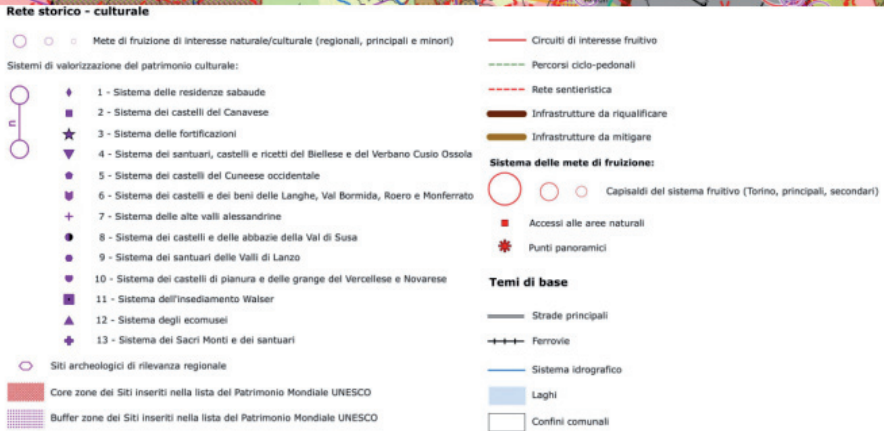 Rete storico - culturale
Mete di fruizione di interesse naturale/culturale (regionali, principali e minori)
Sistemi di valorizzazione del patrimonio culturale:
n
1 - Sistema delle residenze sabaude
2 - Sistema dei castelli del Canavese
3 - Sistema delle fortificazioni
4 - Sistema dei santuari, castelli e ricetti del Biellese e del Verbano Cusio Ossola
5 - Sistema dei castelli del Cuneese occidentale
6 - Sistema dei castelli e dei beni delle Langhe, Val Bormida, Roero e Monferrato
7 - Sistema delle alte valli alessandrine
8 - Sistema dei castelli e delle abbazie della Val di Susa
9 - Sistema dei santuari delle Valli di Lanzo
10 - Sistema dei castelli di pianura e delle grange del Vercellese e Novarese
11 - Sistema dell'insediamento Walser
12 - Sistema degli ecomusei
13 - Sistema dei Sacri Monti e dei santuari
Siti archeologici di rilevanza regionale
Core zone dei Siti inseriti nella lista del Patrimonio Mondiale UNESCO
Buffer zone dei Siti inseriti nella lista del Patrimonio Mondiale UNESCO
Circuiti di interesse fruitivo
Percorsi ciclo-pedonali
Rete sentieristica
Infrastrutture da riqualificare
Infrastrutture da mitigare
Sistema delle mete di fruizione:
Capisaldi del sistema fruitivo (Torino, principali, secondari)
Accessi alle aree naturali
Punti panoramici
Temi di base
Strade principali
Ferrovie
Sistema idrografico
Laghi
Confini comunali